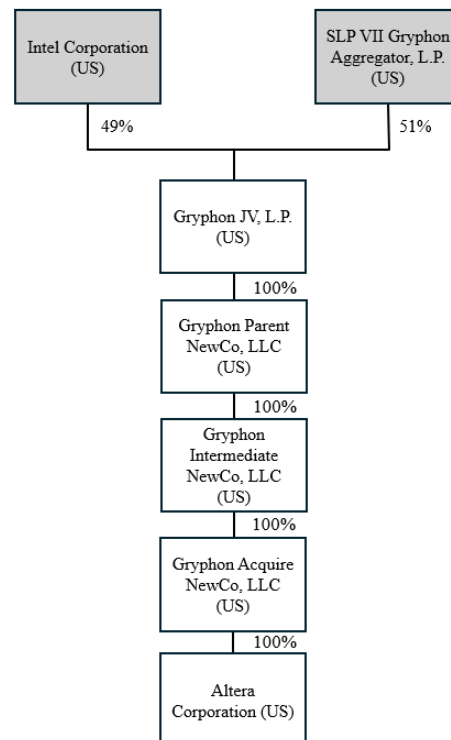 Intel Corporation
(US)
SLP VII Gryphon
Aggregator, L.P.
(US)
49%
51%
Gryphon JV, L.P.
(US)
100%
Gryphon Parent
NewCo, LLC
(US)
100%
Gryphon
Intermediate
NewCo, LLC
(US)
100%
Gryphon Acquire
NewCo, LLC
(US)
100%
Altera
Corporation (US)